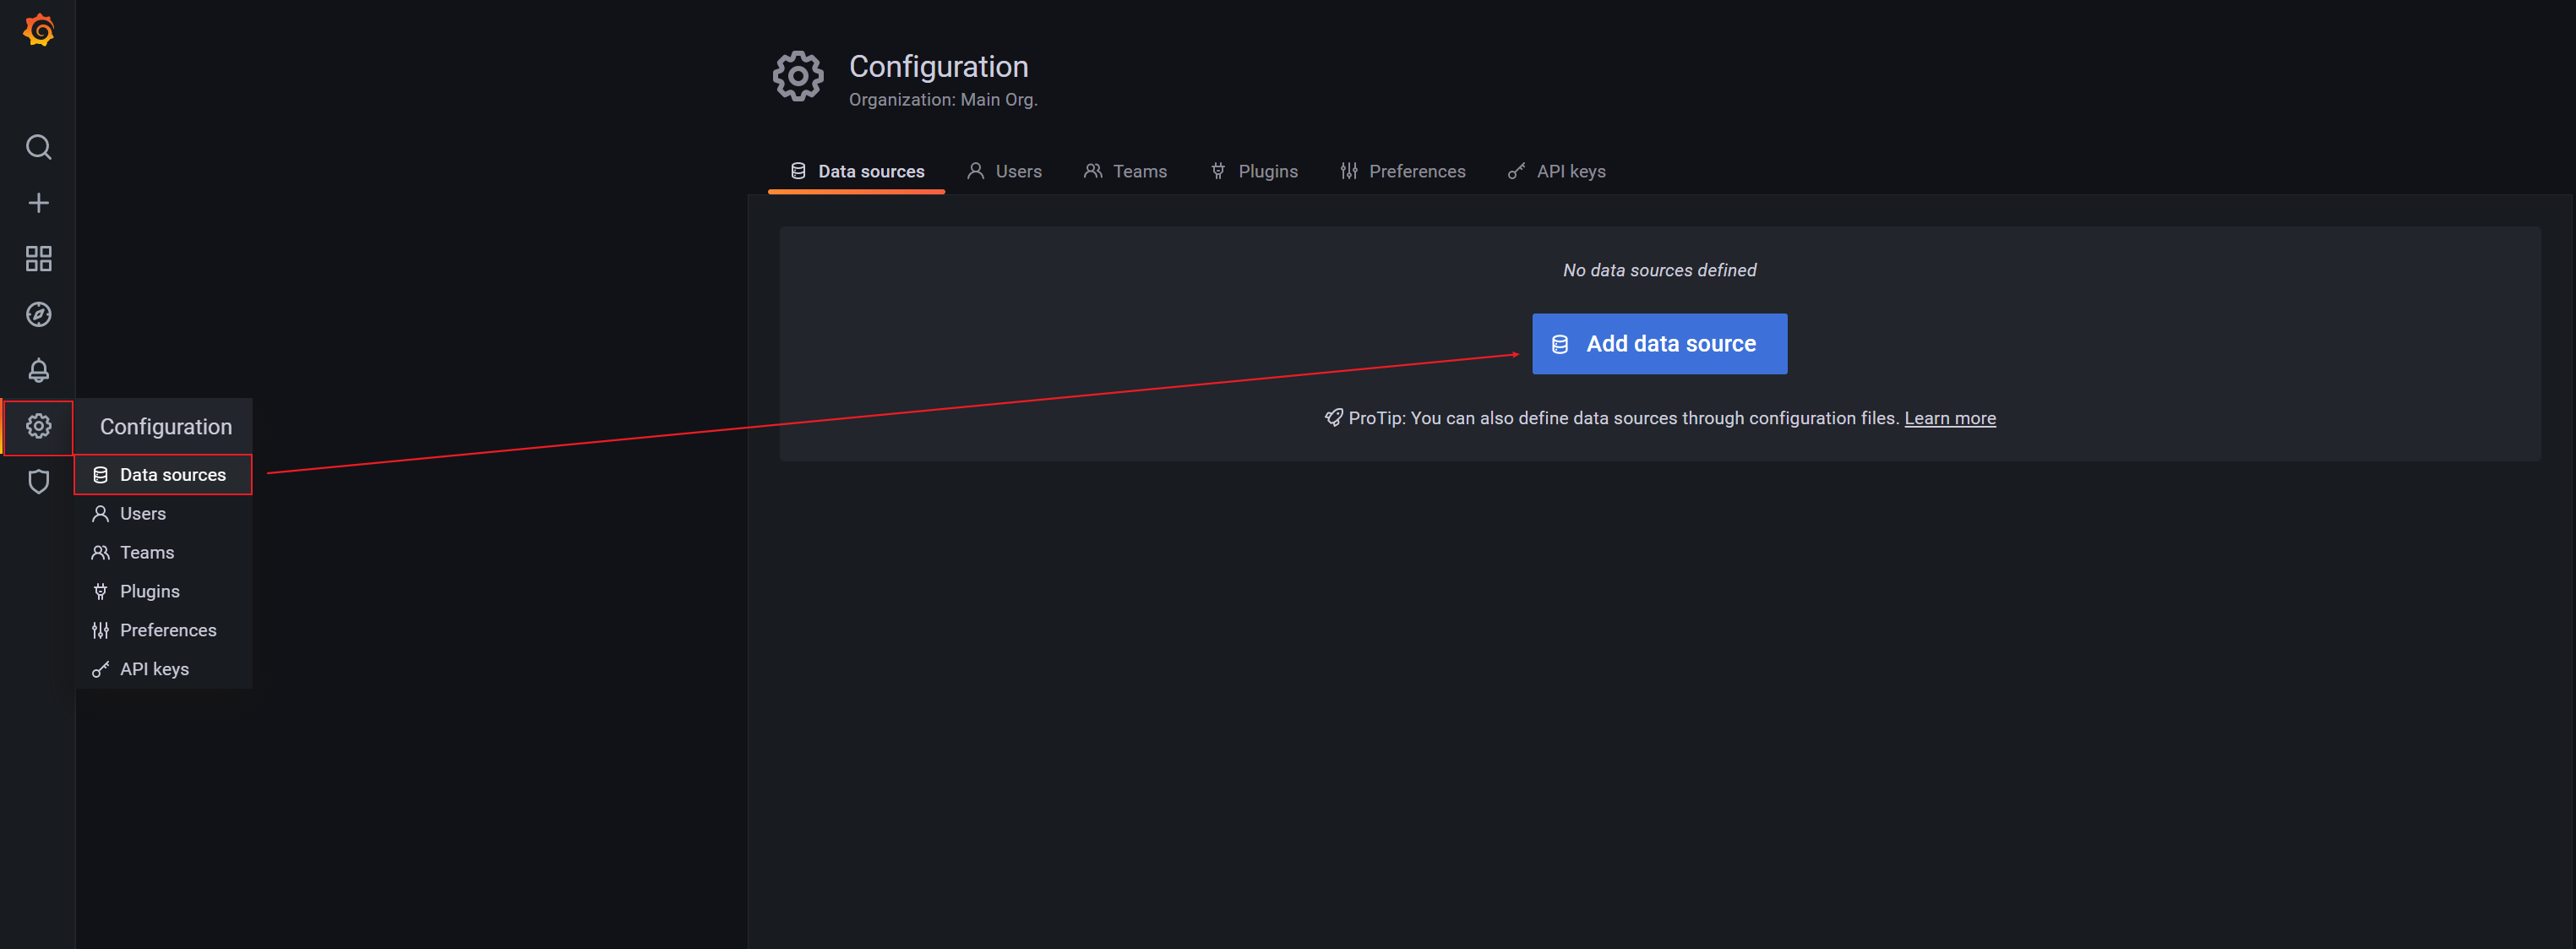 Configuration
Organization: Main Org.
Data sources
Users
Teams
Plugins
Preferences
API keys
No data sources defined
Add data source
ProTip: You can also define data sources through configuration files. Learn more
Configuration
Data sources
Users
Teams
Plugins
Preferences
API keys